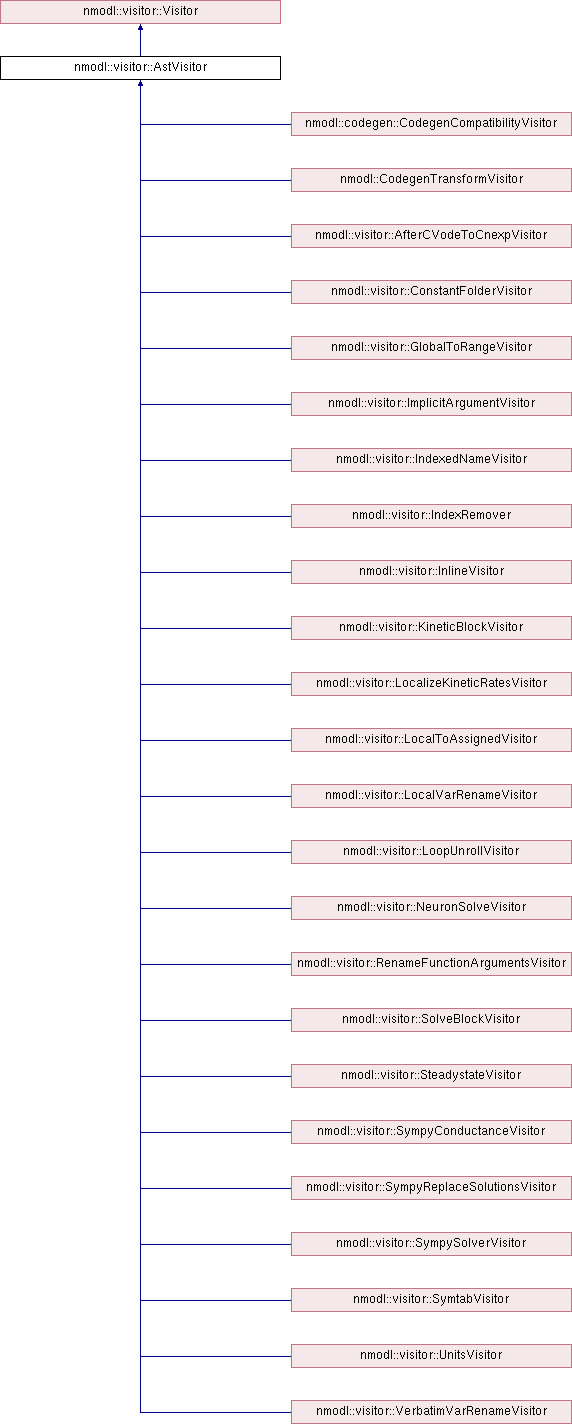 nmodl::visitor::Visitor
nmodl::visitor::AstVisitor
nmodl::codegen::CodegenCompatibilityVisitor
nmodl::CodegenTransformVisitor
nmodl::visitor::AfterCVodeToCnexpVisitor
nmodl::visitor::ConstantFolderVisitor
nmodl::visitor::GlobalToRangeVisitor
nmodl::visitor::ImplicitArgumentVisitor
nmodl::visitor::IndexedNameVisitor
nmodl::visitor::IndexRemover
nmodl::visitor::InlineVisitor
nmodl::visitor::KineticBlockVisitor
nmodl::visitor::LocalizeKineticRatesVisitor
nmodl::visitor::LocalToAssignedVisitor
nmodl::visitor::LocalVarRenameVisitor
nmodl::visitor::LoopUnrollVisitor
nmodl::visitor::NeuronSolveVisitor
nmodl::visitor::RenameFunctionArgumentsVisitor
nmodl::visitor::SolveBlockVisitor
nmodl::visitor::SteadystateVisitor
nmodl::visitor::SympyConductanceVisitor
nmodl::visitor::SympyReplaceSolutionsVisitor
nmodl::visitor::SympySolverVisitor
nmodl::visitor::SymtabVisitor
nmodl::visitor::UnitsVisitor
nmodl::visitor::VerbatimVarRenameVisitor